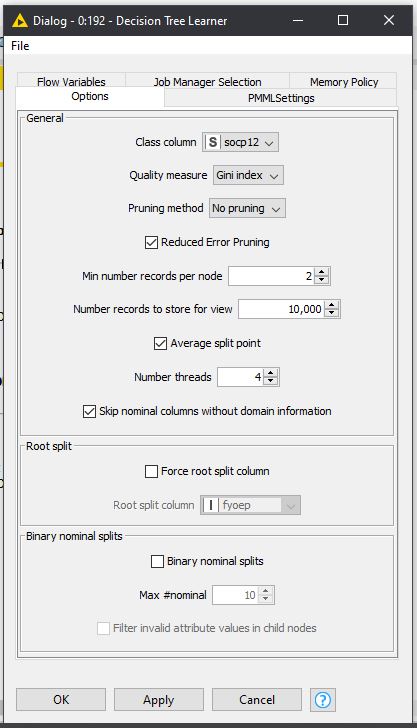 Dialog - 0:192 - Decision Tree Learner
File
Flow Variables Job Manager Selection Memory Policy
Options PMMLSettings
General
Class column S socp12
Quality measure Gini index
Pruning method No pruning
Reduced Error Pruning
Min number records per node 2
Number records to store for view 10,000
Average split point
Number threads 4
Skip nominal columns without domain information
Root split
Force root split column
Root split column I fyoep
Binary nominal splits
Binary nominal splits
Max #nominal 10
Filter invalid attribute values in child nodes
OK Apply Cancel ?